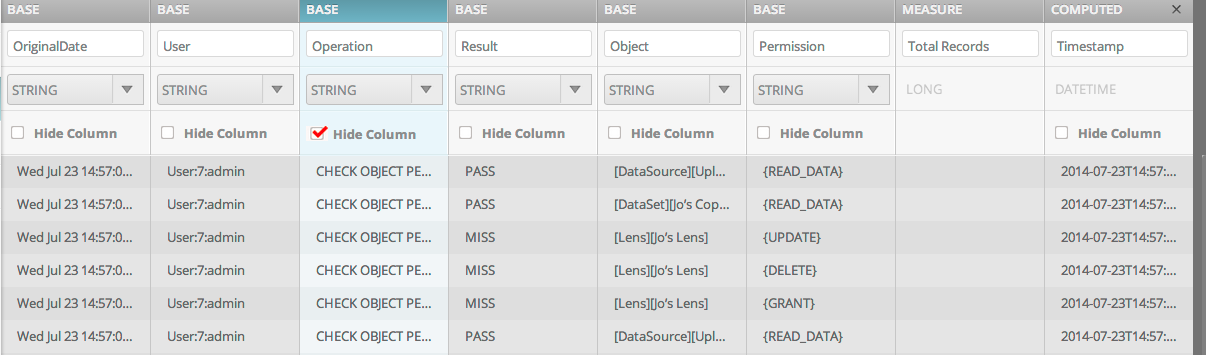 BASE BASE BASE BASE BASE BASE MEASURE COMPUTED ×
OriginalDate User Operation Result Object Permission Total Records Timestamp
STRING STRING STRING STRING STRING STRING LONG DATETIME
Hide Column Hide Column Hide Column Hide Column Hide Column Hide Column Hide Column
Wed Jul 23 14:57:0... User:7:admin CHECK OBJECT PE... PASS [DataSource][Upl... {READ_DATA} 2014-07-23T14:57:...
Wed Jul 23 14:57:0... User:7:admin CHECK OBJECT PE... PASS [DataSet][Jo's Cop... {READ_DATA} 2014-07-23T14:57:...
Wed Jul 23 14:57:0... User:7:admin CHECK OBJECT PE... MISS [Lens][Jo's Lens] {UPDATE} 2014-07-23T14:57:...
Wed Jul 23 14:57:0... User:7:admin CHECK OBJECT PE... MISS [Lens][Jo's Lens] {DELETE} 2014-07-23T14:57:...
Wed Jul 23 14:57:0... User:7:admin CHECK OBJECT PE... MISS [Lens][Jo's Lens] {GRANT} 2014-07-23T14:57:...
Wed Jul 23 14:57:0... User:7:admin CHECK OBJECT PE... PASS [DataSource][Upl... {READ_DATA} 2014-07-23T14:57:...